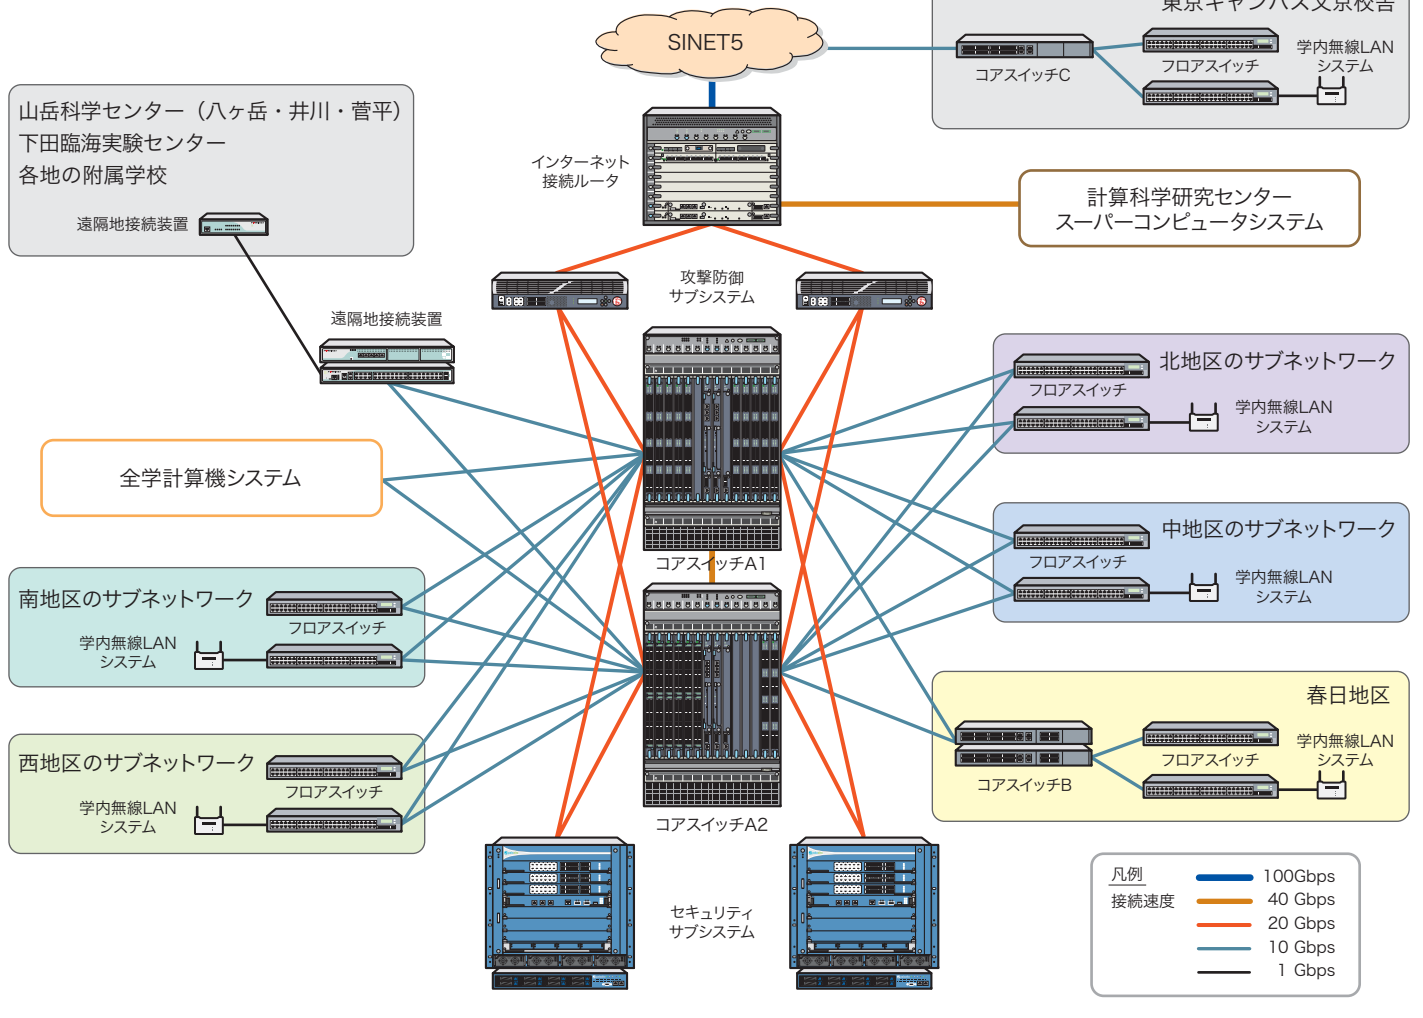 東京キャンパス文京校舎
SINET5
コアスイッチC
フロアスイッチ
学内無線LAN
システム
山岳科学センター（八ヶ岳・井川・菅平）
下田臨海実験センター
各地の附属学校
遠隔地接続装置
インターネット
接続ルータ
計算科学研究センター
スーパーコンピュータシステム
攻撃防御
サブシステム
遠隔地接続装置
北地区のサブネットワーク
フロアスイッチ
学内無線LAN
システム
全学計算機システム
コアスイッチA1
中地区のサブネットワーク
フロアスイッチ
学内無線LAN
システム
南地区のサブネットワーク
フロアスイッチ
学内無線LAN
システム
西地区のサブネットワーク
フロアスイッチ
学内無線LAN
システム
コアスイッチA2
春日地区
コアスイッチB
フロアスイッチ
学内無線LAN
システム
セキュリティ
サブシステム
凡例
接続速度
100Gbps
40 Gbps
20 Gbps
10 Gbps
1 Gbps